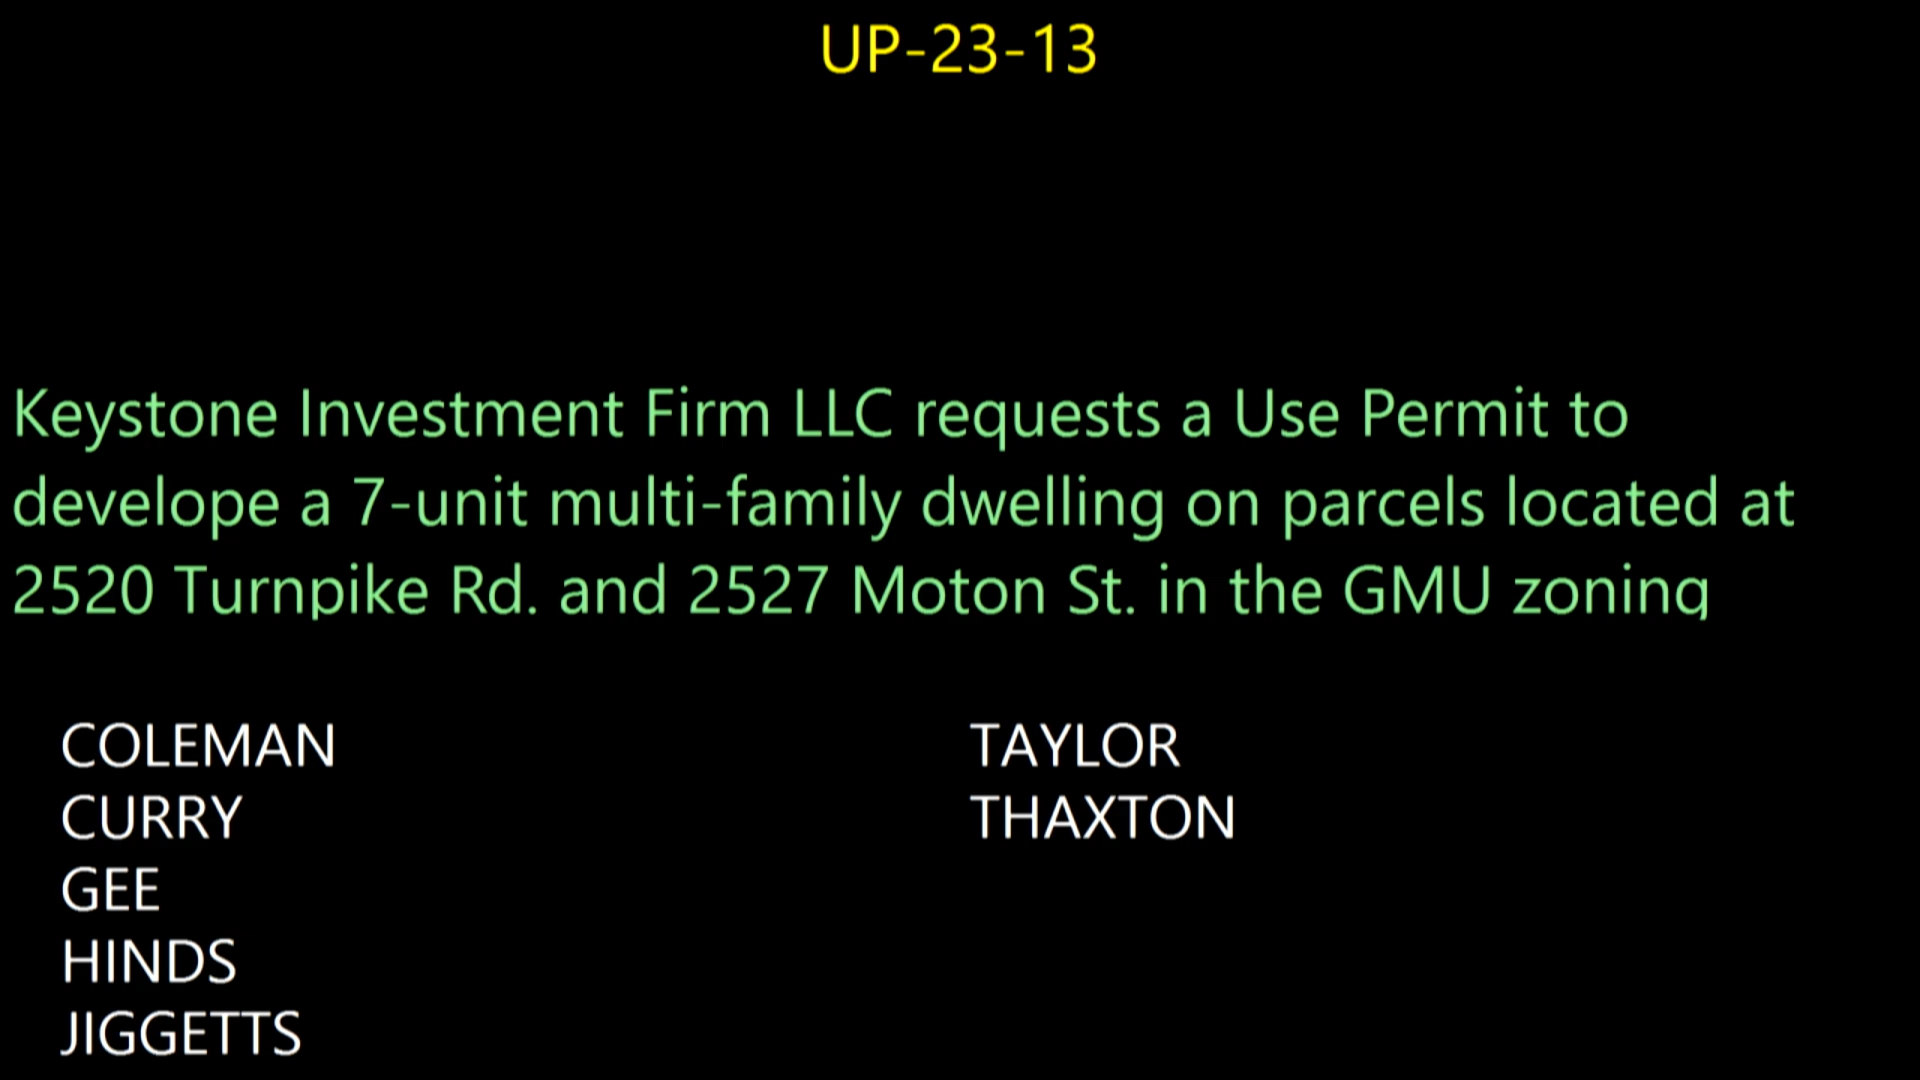 UP-23-13
Keystone Investment Firm LLC requests a Use Permit to
develope a 7-unit multi-family dwelling on parcels located at
2520 Turnpike Rd. and 2527 Moton St. in the GMU zoning
COLEMAN
CURRY
GEE
HINDS
JIGGETTS
TAYLOR
THAXTON